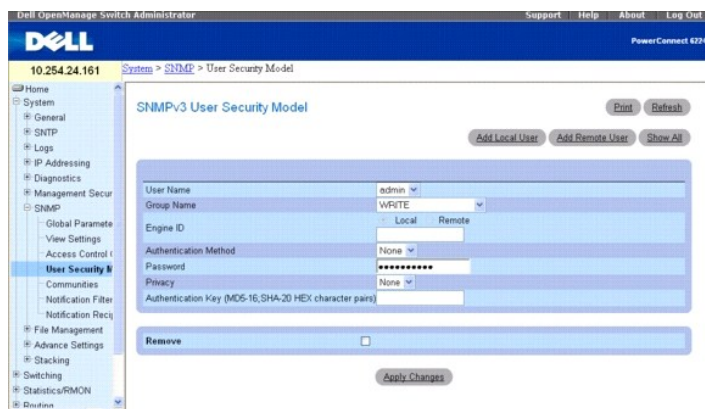 Dell OpenManage Switch Administrator
Support Help About Log Out
DELL
PowerConnect 6224
10.254.24.161
System > SNMP > User Security Model
Home
System
General
SNTP
Logs
IP Addressing
Diagnostics
Management Secur
SNMP
Global Paramete
View Settings
Access Control
User Security M
Communities
Notification Filter
Notification Recip
File Management
Advance Settings
Stacking
Switching
Statistics/RMON
Routing
SNMPv3 User Security Model
Print Refresh
Add Local User Add Remote User Show All
User Name admin
Group Name WRITE
Engine ID Local Remote
Authentication Method None
Password ••••••••••
Privacy None
Authentication Key (MD5-16;SHA-20 HEX character pairs)
Remove
Apply Changes